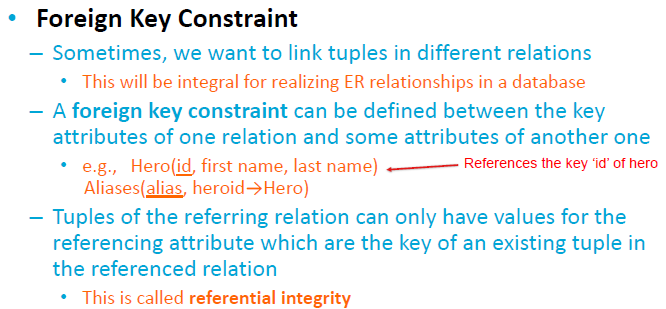 • Foreign Key Constraint
– Sometimes, we want to link tuples in different relations
• This will be integral for realizing ER relationships in a database
– A foreign key constraint can be defined between the key
attributes of one relation and some attributes of another one
• e.g., Hero(id, first name, last name)
References the key ‘id’ of hero
Aliases(alias, heroid→Hero)
– Tuples of the referring relation can only have values for the
referencing attribute which are the key of an existing tuple in
the referenced relation
• This is called referential integrity